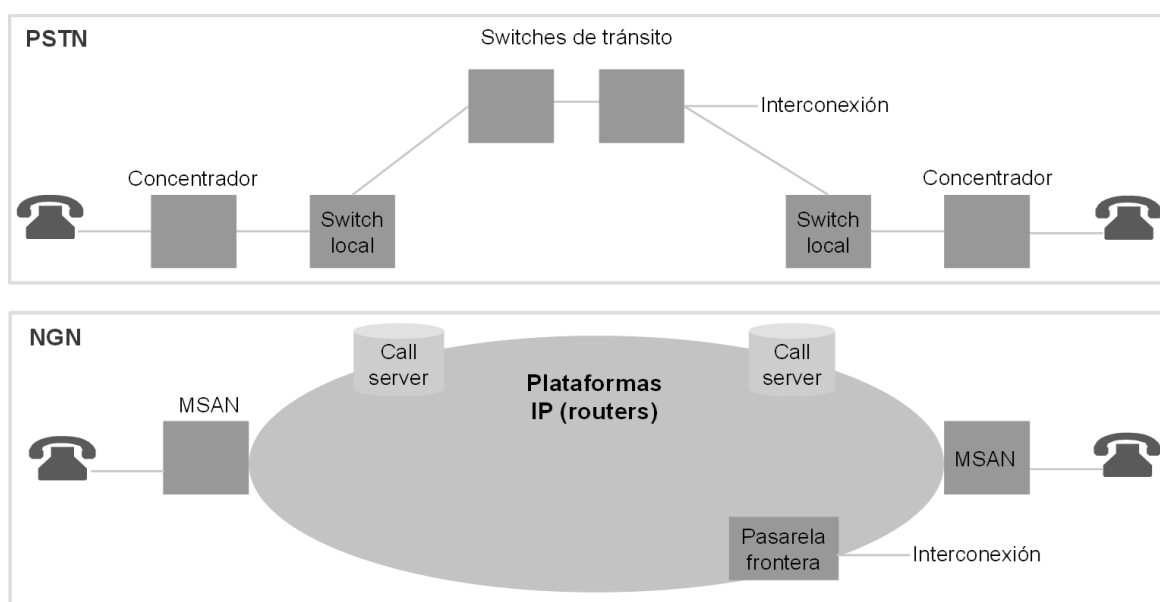 PSTN
Switches de tránsito
Interconexión
Concentrador
Concentrador
Switch
local
Switch
local
NGN
Call
server
Call
server
Plataformas
IP (routers)
MSAN
MSAN
Pasarela
frontera
Interconexión